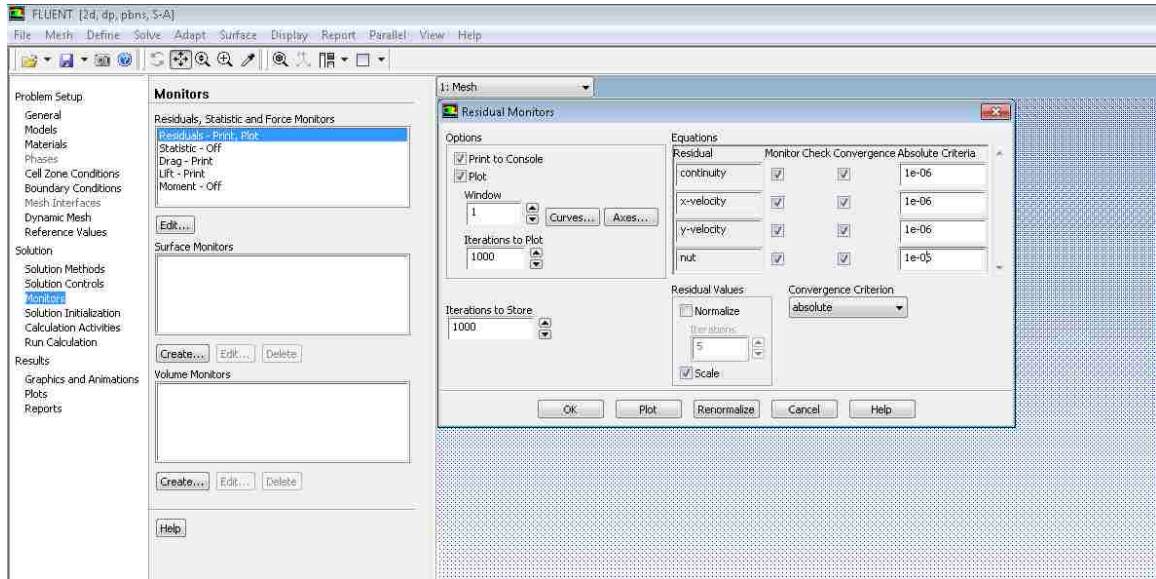 FLUENT [2d, dp, pbns, S-A]
File Mesh Define Solve Adapt Surface Display Report Parallel View Help
Problem Setup
General
Models
Materials
Phases
Cell Zone Conditions
Boundary Conditions
Mesh Interfaces
Dynamic Mesh
Reference Values
Solution
Solution Methods
Solution Controls
Monitors
Solution Initialization
Calculation Activities
Run Calculation
Results
Graphics and Animations
Plots
Reports
Monitors
Residuals, Statistic and Force Monitors
Residuals - Print, Plot
Statistic - Off
Drag - Print
Lift - Print
Moment - Off
Edit...
Surface Monitors
Create... Edit... Delete
Volume Monitors
Create... Edit... Delete
Help
1: Mesh
Residual Monitors
Options
Print to Console
Plot
Window
1
Curves... Axes...
Iterations to Plot
1000
Iterations to Store
1000
Equations
Residual Monitor Check Convergence Absolute Criteria
continuity 1e-06
x-velocity 1e-06
y-velocity 1e-06
nut 1e-05
Residual Values
Normalize
Iterations
5
Scale
Convergence Criterion
absolute
OK Plot Renormalize Cancel Help